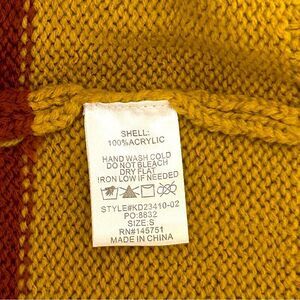 SHELL:
100%ACRYLIC
HAND WASH COLD
DO NOT BLEACH
DRY FLAT
IRON LOW IF NEEDED
STYLE#KD23410-02
PO:8832
SIZE:S
RN#145751
MADE IN CHINA